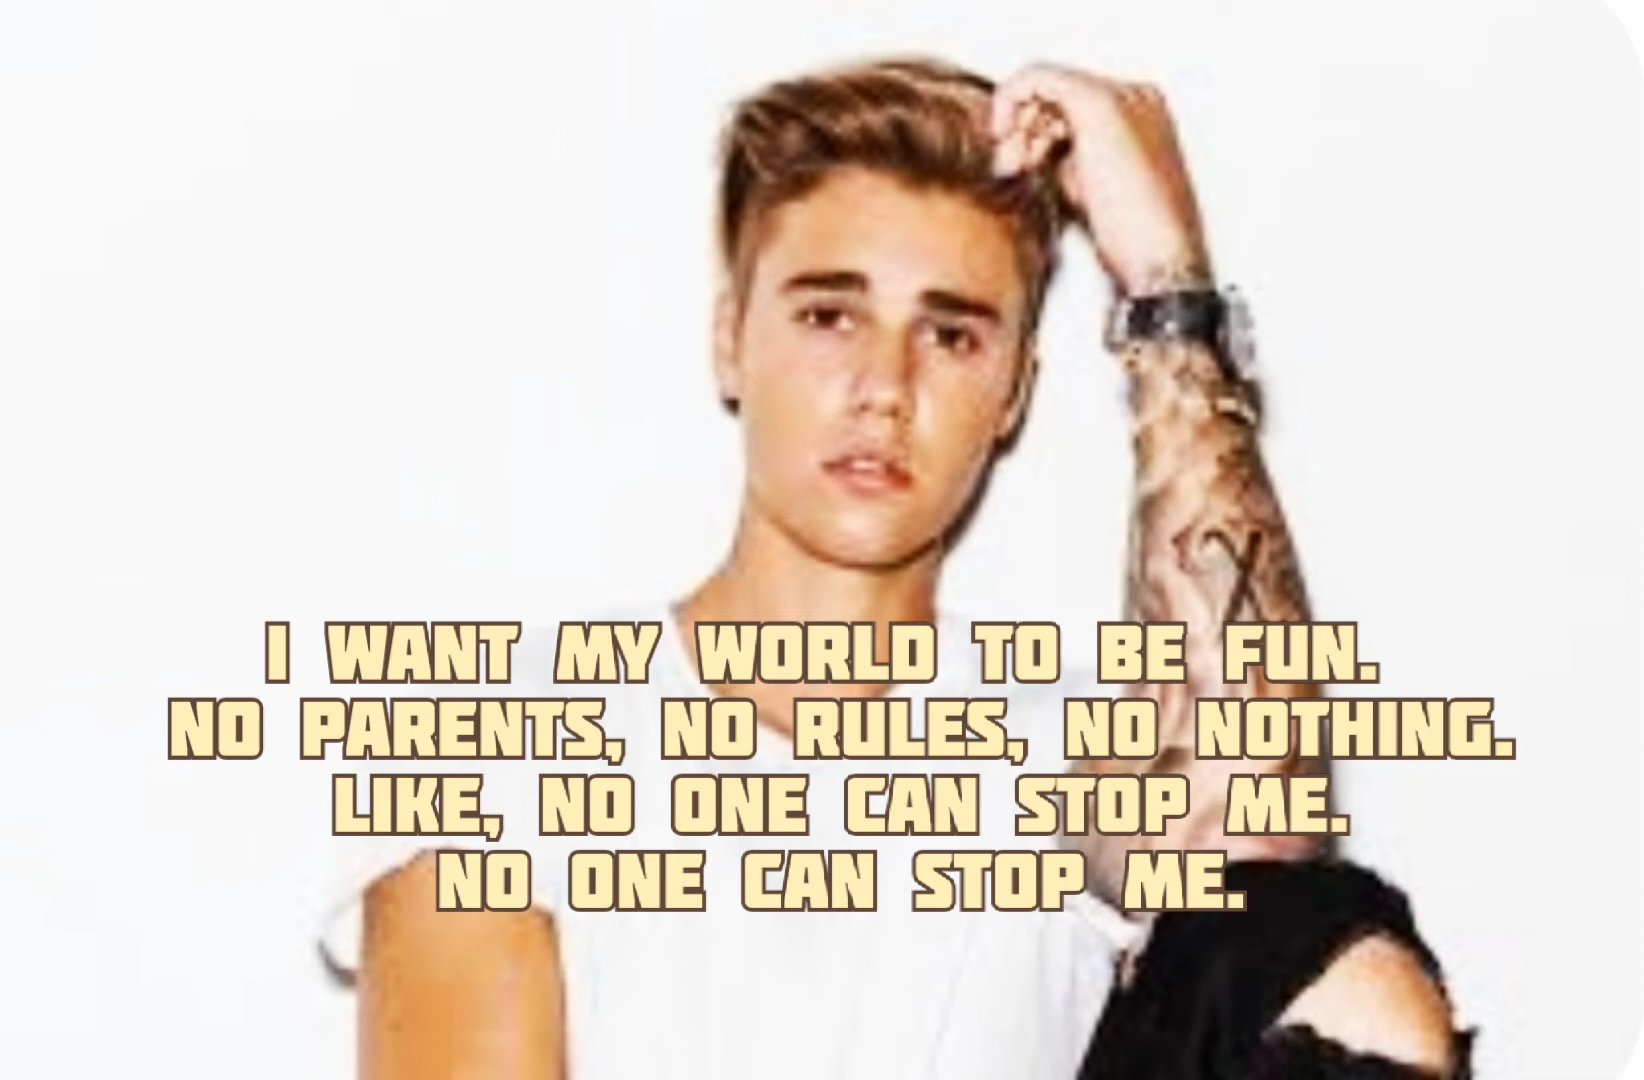 I WANT MY WORLD TO BE FUN.
NO PARENTS, NO RULES, NO NOTHING.
LIKE, NO ONE CAN STOP ME.
NO ONE CAN STOP ME.